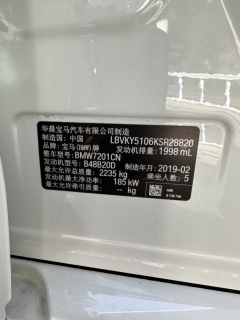 华晨宝马汽车有限公司制造
制造国：中国 LBVKY5106KSR28820
品牌：宝马(BMW)牌 发动机排量：1998 mL
整车型号：BMW7201CN
发动机型号：B48B20D 制造年月：2019-02
最大允许总质量：2235 kg 乘坐人数：5
发动机最大净功率：185 kW
最大允许牵引质量：- kg